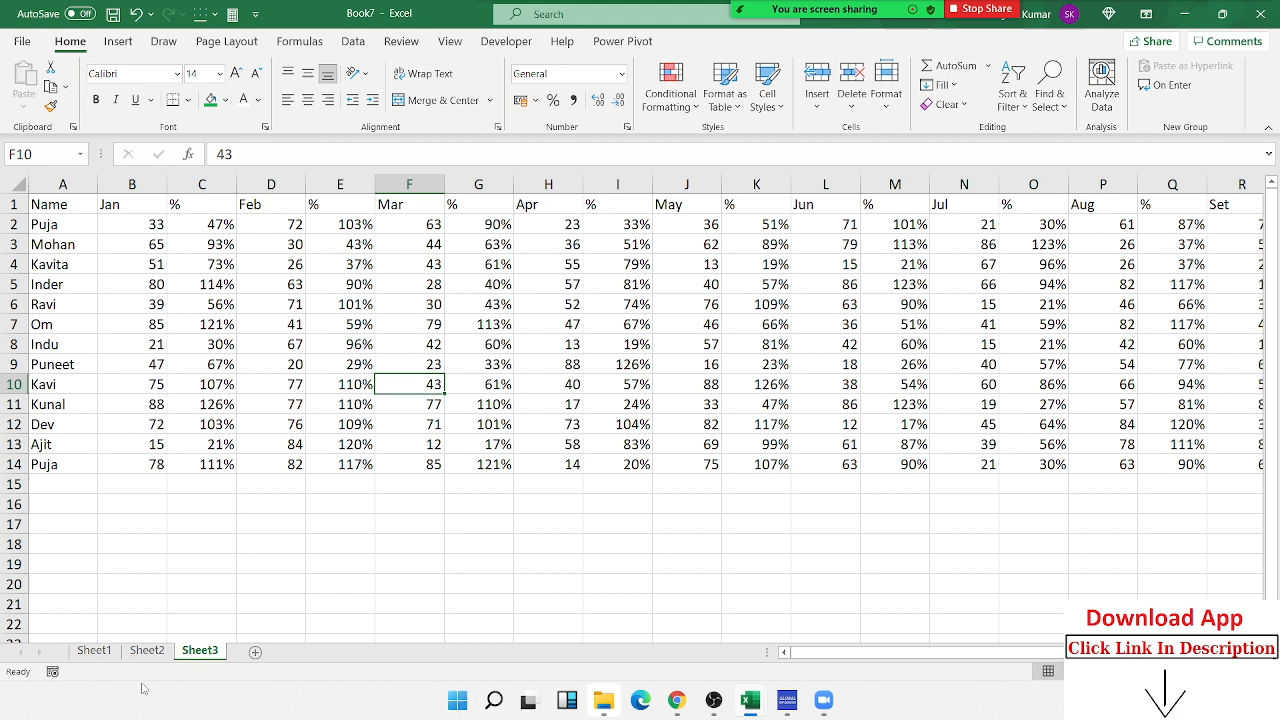 AutoSave Off Book7 - Excel Search You are screen sharing Stop Share Kumar SK
File Home Insert Draw Page Layout Formulas Data Review View Developer Help Power Pivot Share Comments
Paste Calibri 14 Wrap Text General Conditional Formatting Format as Table Cell Styles Insert Delete Format AutoSum Fill Clear Sort & Filter Find & Select Analyze Data Paste as Hyperlink On Enter
B I U Merge & Center
Clipboard Font Alignment Number Styles Cells Editing Analysis New Group
F10 fx 43
A B C D E F G H I J K L M N O P Q R
1 Name Jan % Feb % Mar % Apr % May % Jun % Jul % Aug % Set
2 Puja 33 47% 72 103% 63 90% 23 33% 36 51% 71 101% 21 30% 61 87%
3 Mohan 65 93% 30 43% 44 63% 36 51% 62 89% 79 113% 86 123% 26 37%
4 Kavita 51 73% 26 37% 43 61% 55 79% 13 19% 15 21% 67 96% 26 37%
5 Inder 80 114% 63 90% 28 40% 57 81% 40 57% 86 123% 66 94% 82 117%
6 Ravi 39 56% 71 101% 30 43% 52 74% 76 109% 63 90% 15 21% 46 66%
7 Om 85 121% 41 59% 79 113% 47 67% 46 66% 36 51% 41 59% 82 117%
8 Indu 21 30% 67 96% 42 60% 13 19% 57 81% 42 60% 15 21% 42 60%
9 Puneet 47 67% 20 29% 23 33% 88 126% 16 23% 18 26% 40 57% 54 77%
10 Kavi 75 107% 77 110% 43 61% 40 57% 88 126% 38 54% 60 86% 66 94%
11 Kunal 88 126% 77 110% 77 110% 17 24% 33 47% 86 123% 19 27% 57 81%
12 Dev 72 103% 76 109% 71 101% 73 104% 82 117% 12 17% 45 64% 84 120%
13 Ajit 15 21% 84 120% 12 17% 58 83% 69 99% 61 87% 39 56% 78 111%
14 Puja 78 111% 82 117% 85 121% 14 20% 75 107% 63 90% 21 30% 63 90%
15
16
17
18
19
20
21
22
Download App
Click Link In Description
Sheet1 Sheet2 Sheet3
Ready